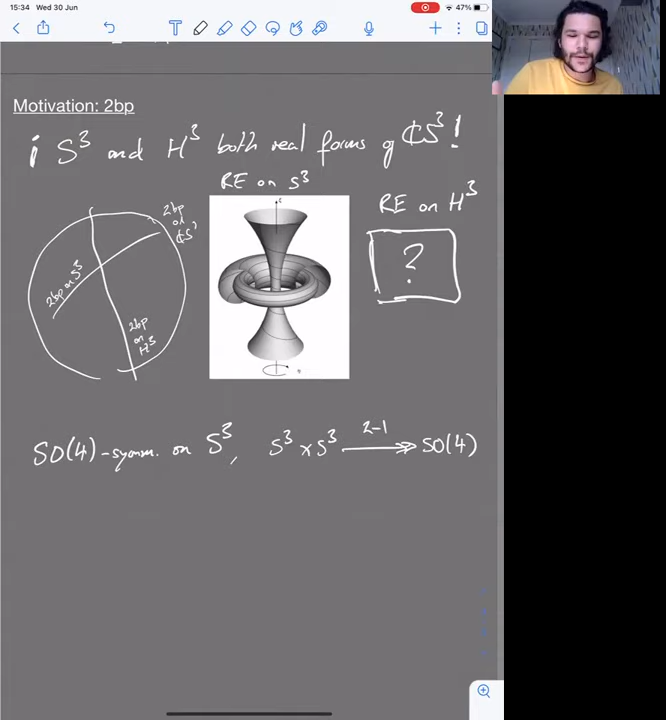 15:34 Wed 30 Jun
47%
Motivation: 2bp
¡ S³ and H³ both real forms of ℂS³!
RE on S³
RE on H³
2bp on ℂS³
2bp on S³
2bp on H³
?
SO(4)-symm. on S³, S³ × S³ ↠ SO(4)
2-1